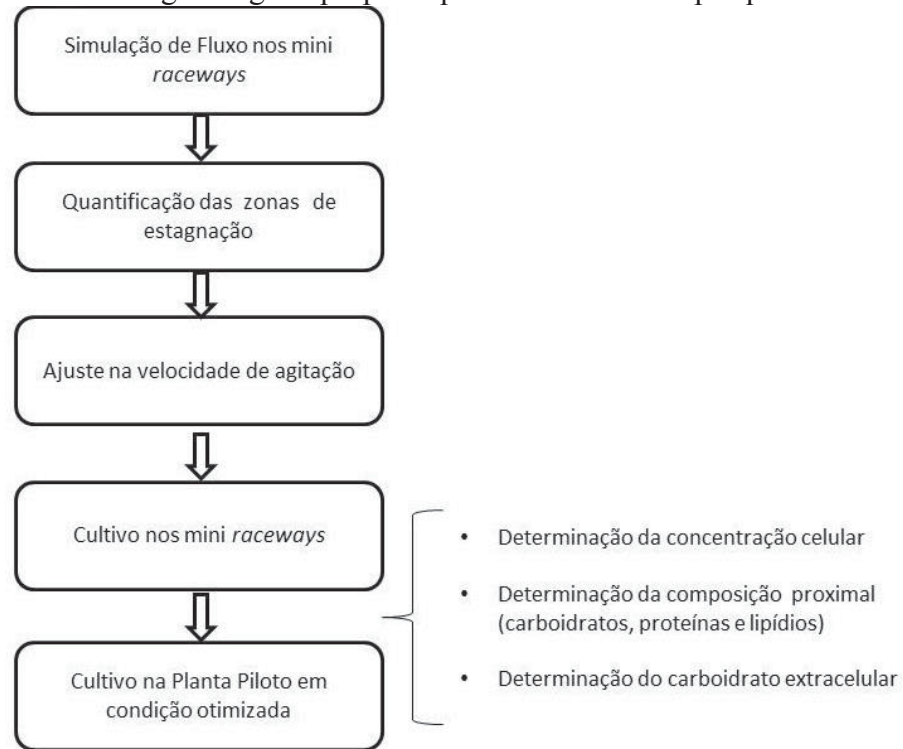 Simulação de Fluxo nos mini
raceways
Quantificação das zonas de
estagnação
Ajuste na velocidade de agitação
Cultivo nos mini raceways
Cultivo na Planta Piloto em
condição otimizada
• Determinação da concentração celular
• Determinação da composição proximal
(carboidratos, proteínas e lipídios)
• Determinação do carboidrato extracelular